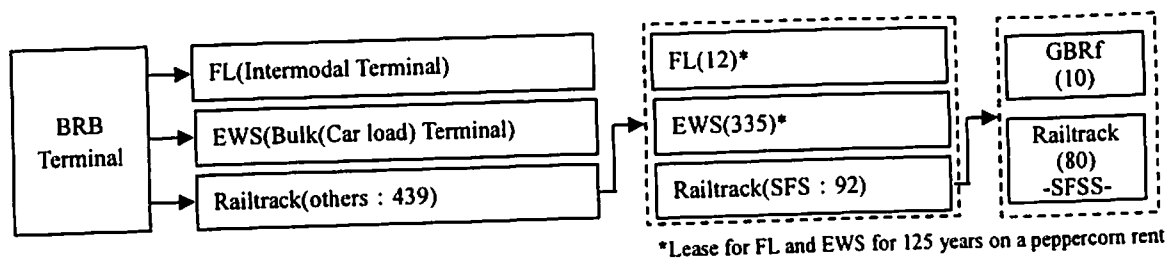 BRB
Terminal
FL(Intermodal Terminal)
EWS(Bulk(Car load) Terminal)
Railtrack(others : 439)
FL(12)*
EWS(335)*
Railtrack(SFS : 92)
GBRf
(10)
Railtrack
(80)
-SFSS-
*Lease for FL and EWS for 125 years on a peppercorn rent